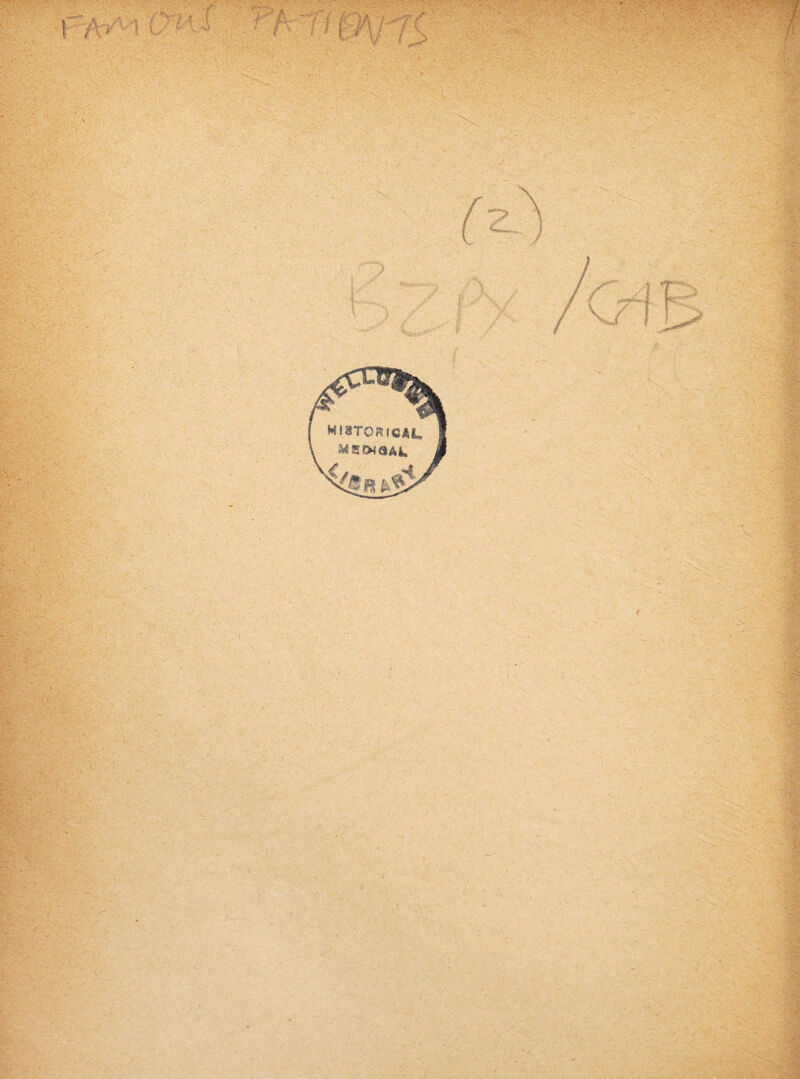 FAMOUS PATIENTS
(2)
BZPX /CAB
WELLCOME
HISTORICAL
MEDICAL
LIBRARY